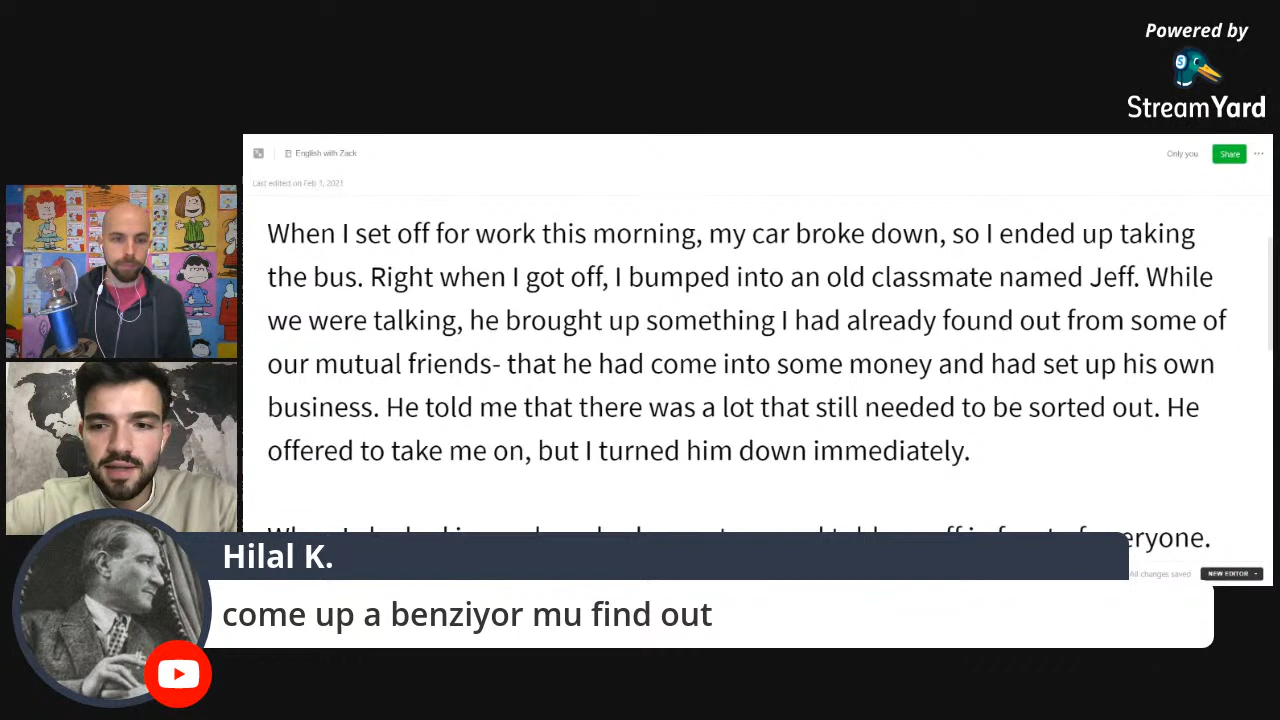 Powered by
StreamYard
English with Zack
Only you
Share
Last edited on Feb 1, 2021
When I set off for work this morning, my car broke down, so I ended up taking
the bus. Right when I got off, I bumped into an old classmate named Jeff. While
we were talking, he brought up something I had already found out from some of
our mutual friends- that he had come into some money and had set up his own
business. He told me that there was a lot that still needed to be sorted out. He
offered to take me on, but I turned him down immediately.
everyone.
All changes saved
NEW EDITOR
Hilal K.
come up a benziyor mu find out